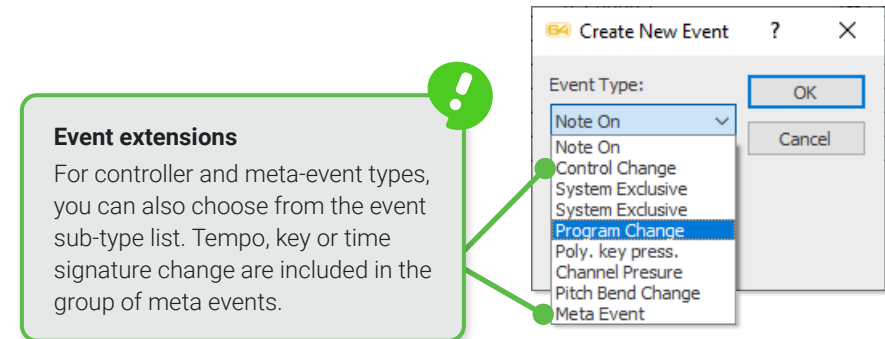 Event extensions
For controller and meta-event types,
you can also choose from the event
sub-type list. Tempo, key or time
signature change are included in the
group of meta events.
64 Create New Event ? ×
Event Type:
OK
Note On
Cancel
Note On
Control Change
System Exclusive
System Exclusive
Program Change
Poly. key press.
Channel Presure
Pitch Bend Change
Meta Event